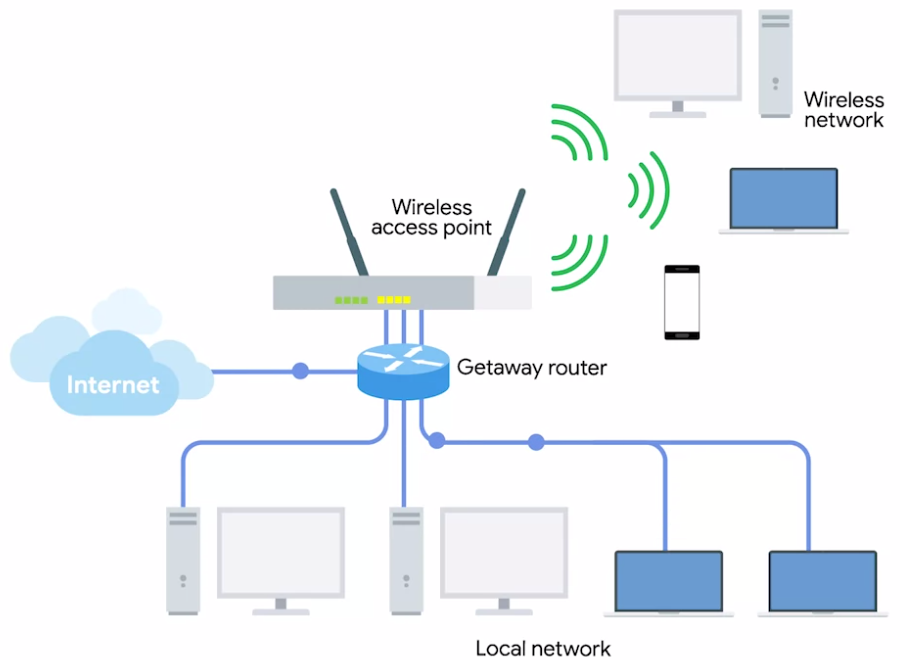 Wireless
network
Wireless
access point
Getaway router
Internet
Local network